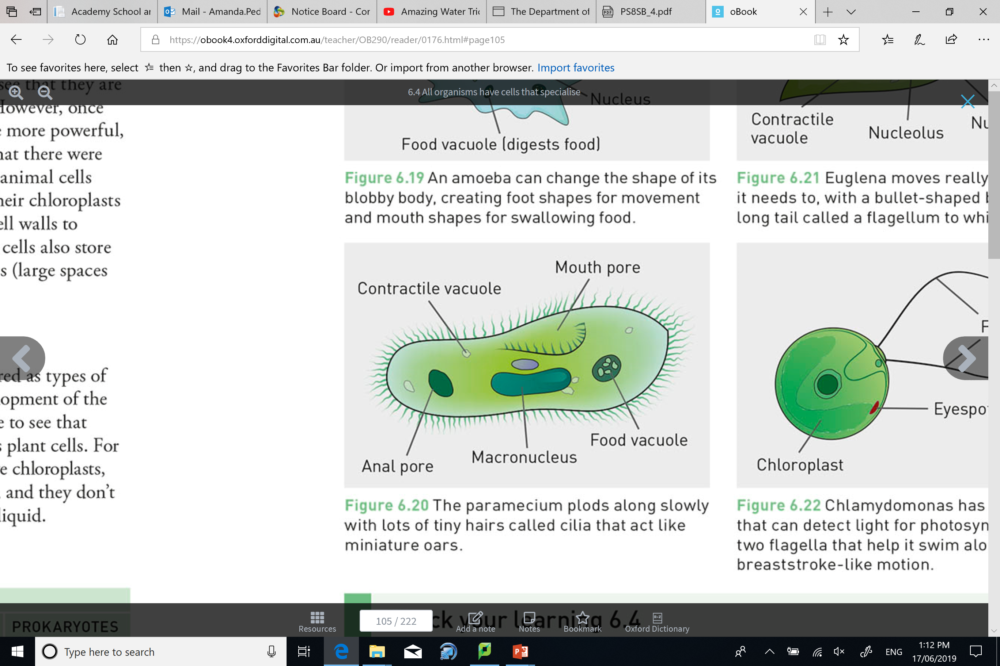 Academy School ar
Mail - Amanda.Ped
Notice Board - Cor
Amazing Water Tric
The Department of
PS8SB_4.pdf
oBook
https://obook4.oxforddigital.com.au/teacher/OB290/reader/0176.html#page105
To see favorites here, select then , and drag to the Favorites Bar folder. Or import from another browser. Import favorites
6.4 All organisms have cells that specialise
see that they are
However, once
more powerful,
hat there were
animal cells
heir chloroplasts
ell walls to
cells also store
s (large spaces
red as types of
lopment of the
e to see that
s plant cells. For
e chloroplasts,
, and they don't
liquid.
PROKARYOTES
Nucleus
Food vacuole (digests food)
Figure 6.19 An amoeba can change the shape of its
blobby body, creating foot shapes for movement
and mouth shapes for swallowing food.
Mouth pore
Contractile vacuole
Food vacuole
Macronucleus
Anal pore
Figure 6.20 The paramecium plods along slowly
with lots of tiny hairs called cilia that act like
miniature oars.
Contractile
vacuole
Nucleolus
Nu
Figure 6.21 Euglena moves really
it needs to, with a bullet-shaped b
long tail called a flagellum to whi
F
Eyespo
Chloroplast
Figure 6.22 Chlamydomonas has
that can detect light for photosyn
two flagella that help it swim alo
breaststroke-like motion.
ck your learning 6.4
Resources
105 / 222
Add a note
Notes
Bookmark
Oxford Dictionary
Type here to search
ENG
1:12 PM
17/06/2019